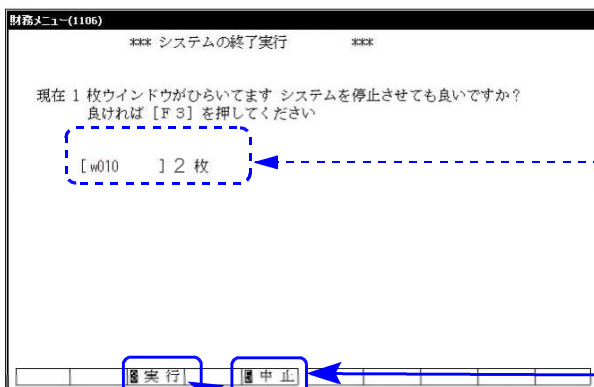 財務メニュー(1106)
*** システムの終了実行 ***
現在 1 枚ウインドウがひらいてます システムを停止させても良いですか？
良ければ [F3] を押してください
[w010 ] 2 枚
実行 中止